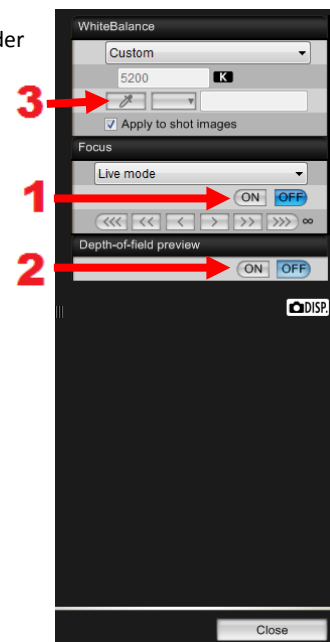 der
WhiteBalance
Custom
5200 K
3
Apply to shot images
Focus
Live mode
1 ON OFF
<<< << < > >> >>> ∞
Depth-of-field preview
2 ON OFF
DISP.
Close